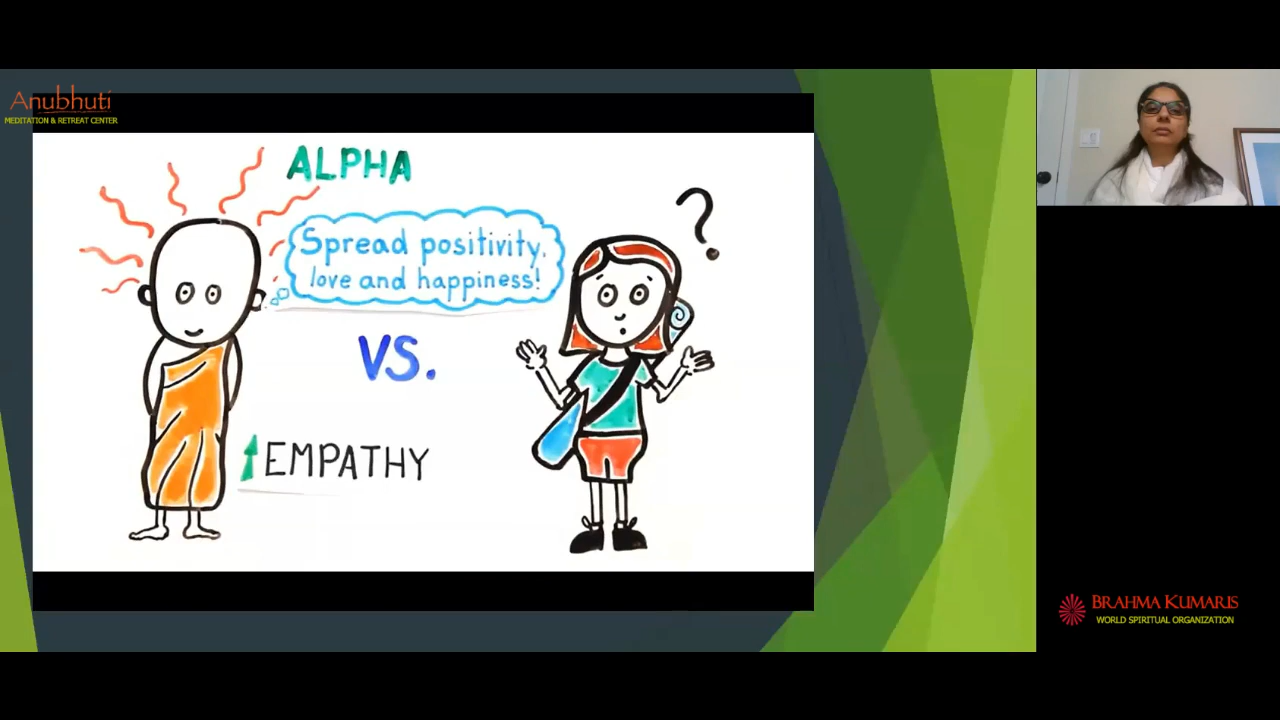 Anubhuti
MEDITATION & RETREAT CENTER
ALPHA
Spread positivity,
love and happiness!
?
VS.
EMPATHY
BRAHMA KUMARIS
WORLD SPIRITUAL ORGANIZATION